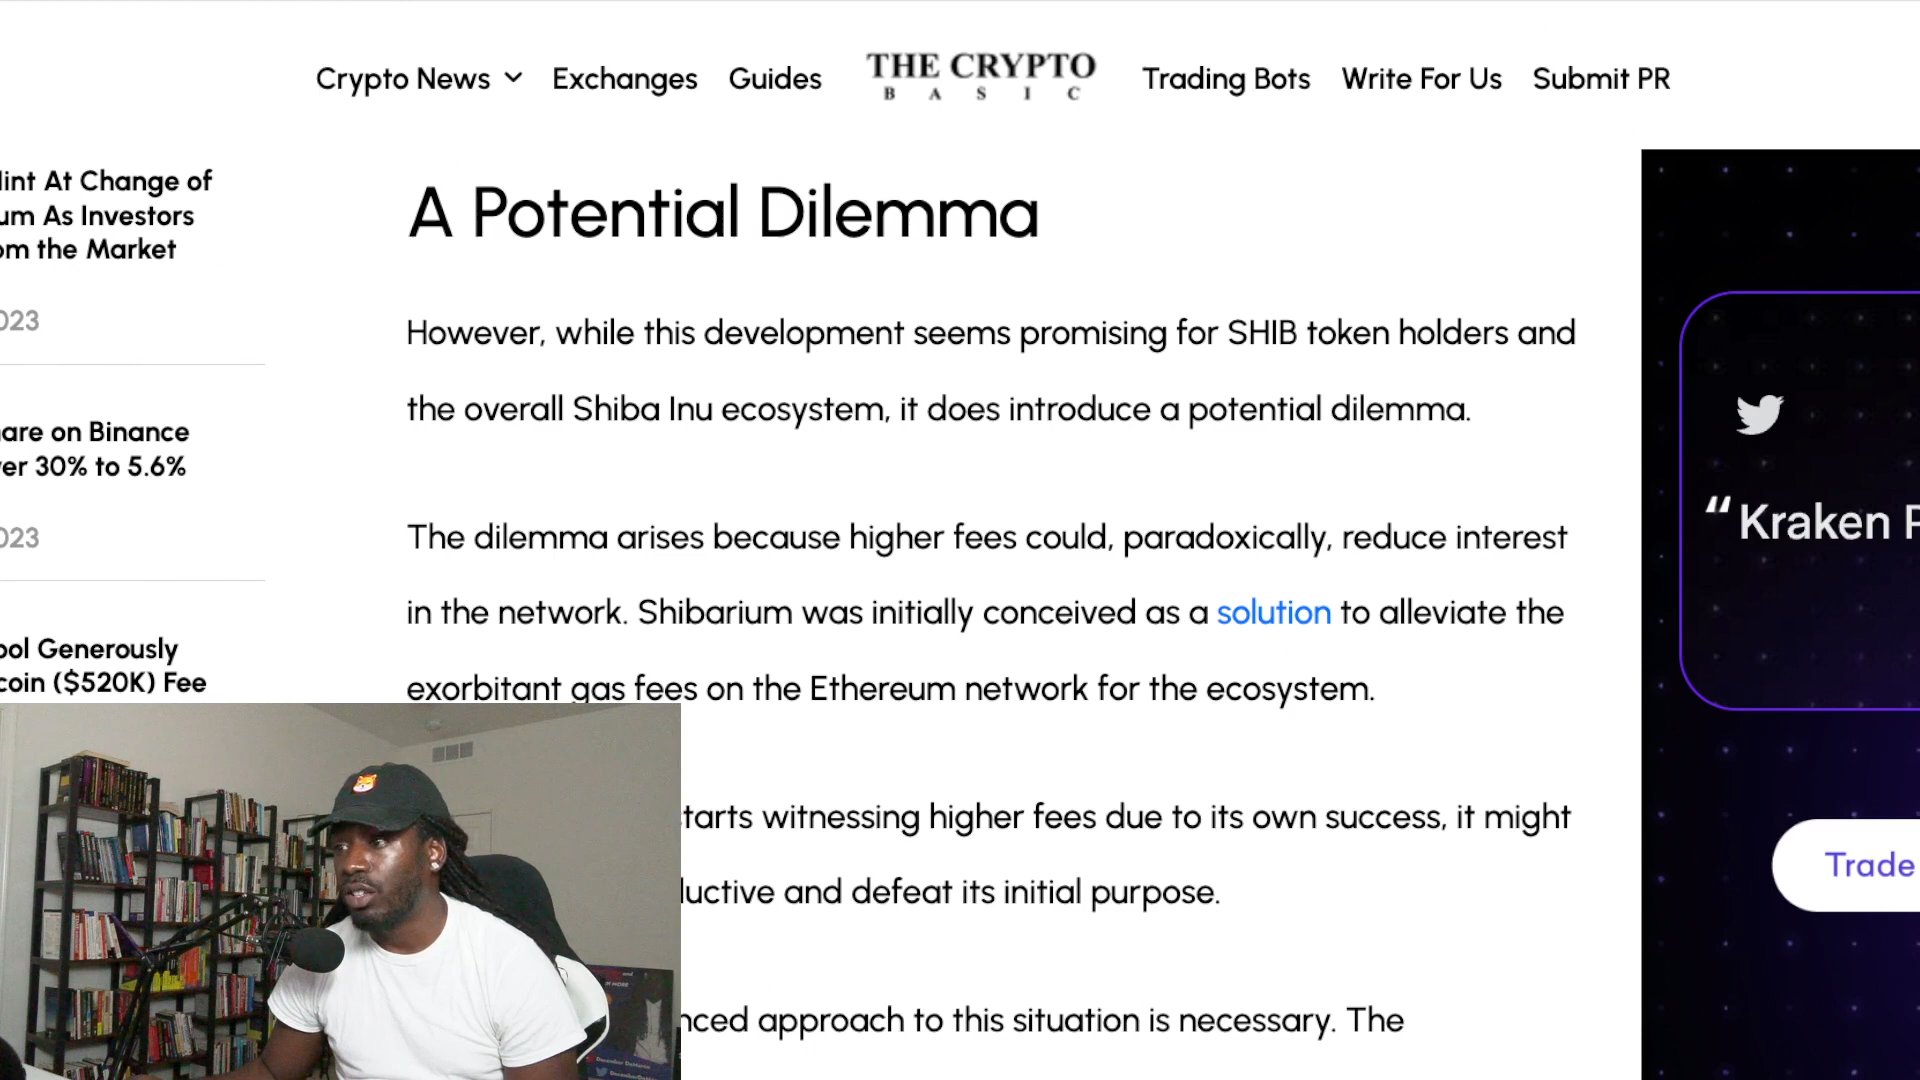 Crypto News
Exchanges
Guides
THE CRYPTO
BASIC
Trading Bots
Write For Us
Submit PR
lint At Change of
um As Investors
om the Market
023
are on Binance
ver 30% to 5.6%
023
ool Generously
coin ($520K) Fee
A Potential Dilemma
However, while this development seems promising for SHIB token holders and
the overall Shiba Inu ecosystem, it does introduce a potential dilemma.
The dilemma arises because higher fees could, paradoxically, reduce interest
in the network. Shibarium was initially conceived as a solution to alleviate the
exorbitant gas fees on the Ethereum network for the ecosystem.
tarts witnessing higher fees due to its own success, it might
luctive and defeat its initial purpose.
nced approach to this situation is necessary. The
“Kraken
Trade